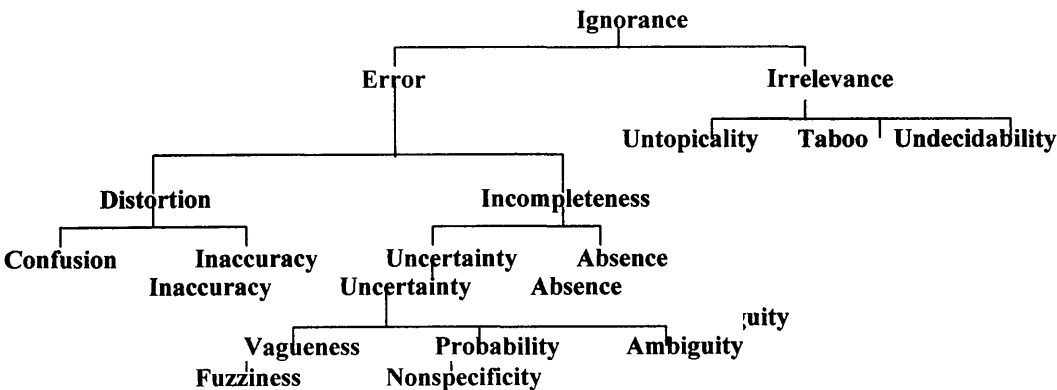 Ignorance
Error Irrelevance
Untopicality Taboo Undecidability
Distortion Incompleteness
Confusion Inaccuracy Uncertainty Absence
Inaccuracy Uncertainty Absence
guity
Vagueness Probability Ambiguity
Fuzziness Nonspecificity